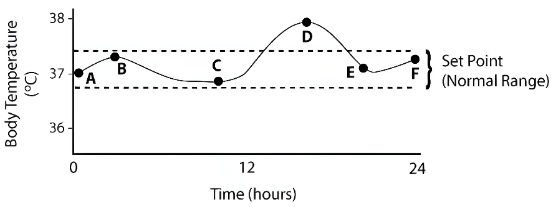 Body Temperature
(°C)
38
37
36
A
B
C
D
E
F
Set Point
(Normal Range)
0
12
24
Time (hours)